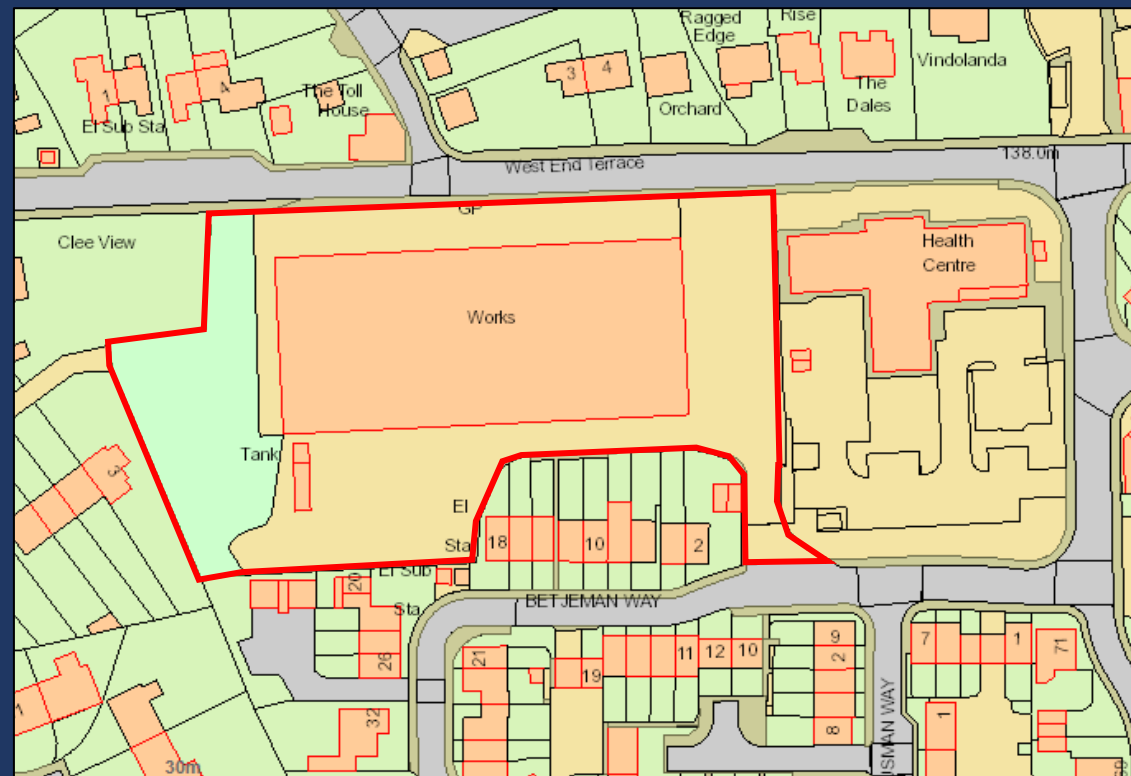 Ragged
Edge
Rise
Vindolanda
3 4
The
Dales
1
4
The Toll
House
Orchard
El Sub Sta
West End Terrace
138.0m
GP
Clee View
Health
Centre
Works
Tank
3
El
Sta
18
10
2
El Sub
Sta
20
BETJEMAN WAY
26
21
19
11
12
10
9
2
7
1
71
1
32
8
1
30m